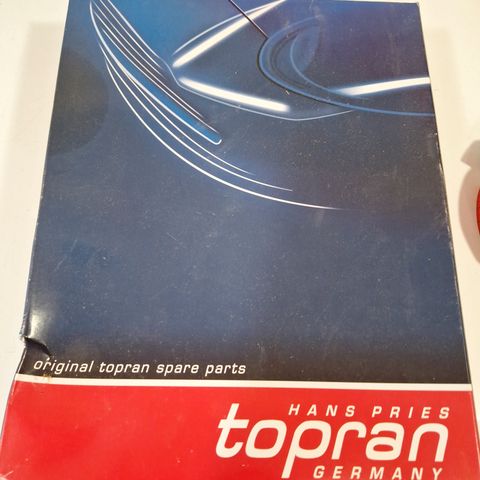 original topran spare parts
HANS PRIES
topran
GERMANY